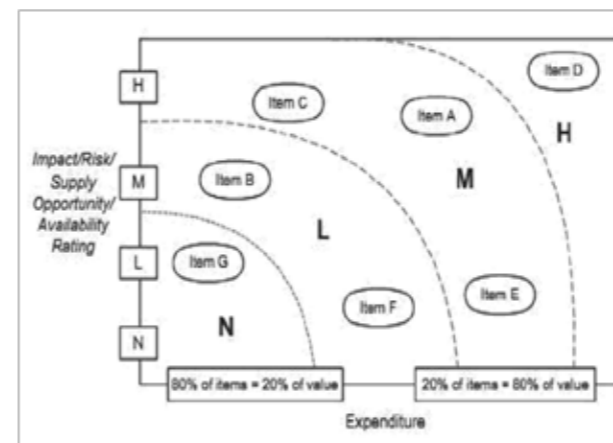 Item D
H
Item C
Item A
H
Impact/Risk/
Supply
Opportunity/
Availability
Rating
M
Item B
M
L
L
Item G
Item E
Item F
N
N
80% of items = 20% of value
20% of items = 80% of value
Expenditure